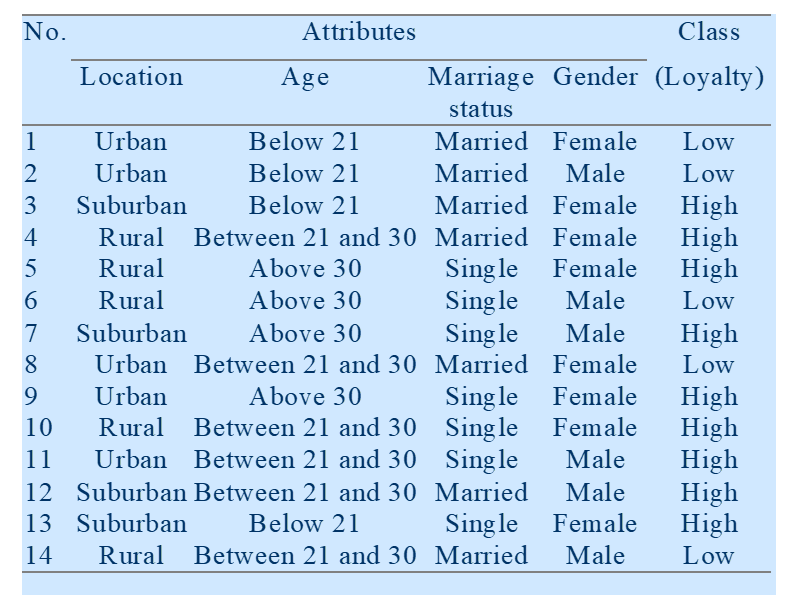 No. Attributes Class
Location Age Marriage Gender (Loyalty)
status
1 Urban Below 21 Married Female Low
2 Urban Below 21 Married Male Low
3 Suburban Below 21 Married Female High
4 Rural Between 21 and 30 Married Female High
5 Rural Above 30 Single Female High
6 Rural Above 30 Single Male Low
7 Suburban Above 30 Single Male High
8 Urban Between 21 and 30 Married Female Low
9 Urban Above 30 Single Female High
10 Rural Between 21 and 30 Single Female High
11 Urban Between 21 and 30 Single Male High
12 Suburban Between 21 and 30 Married Male High
13 Suburban Below 21 Single Female High
14 Rural Between 21 and 30 Married Male Low